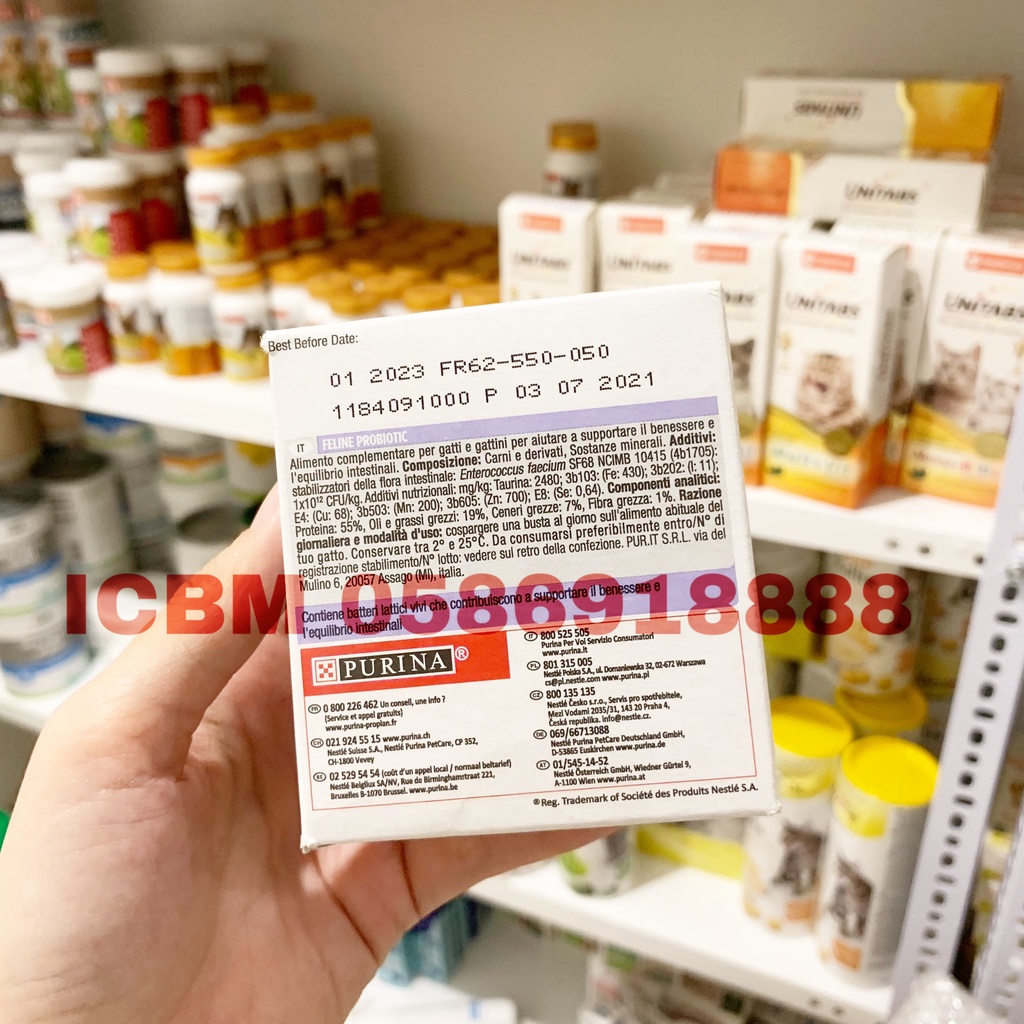 Best Before Date:
01 2023 FR62-550-050
1184091000 P 03 07 2021
IT FELINE PROBIOTIC
Alimento complementare per gatti e gattini per aiutare a supportare il benessere e
l'equilibrio intestinali. Composizione: Carni e derivati, Sostanze minerali. Additivi:
stabilizzatori della flora intestinale: Enterococcus faecium SF68 NCIMB 10415 (4b1705):
1x10¹² CFU/kg. Additivi nutrizionali: mg/kg: Taurina: 2480; 3b103: (Fe: 430); 3b202: (I: 11);
E4: (Cu: 68); 3b503: (Mn: 200); 3b605: (Zn: 700); E8: (Se: 0,64). Componenti analitici:
Proteina: 55%, Oli e grassi grezzi: 19%, Ceneri grezze: 7%, Fibra grezza: 1%. Razione
giornaliera e modalità d'uso: cospargere una busta al giorno sull'alimento abituale del
tuo gatto. Conservare tra 2° e 25°C. Da consumarsi preferibilmente entro/N° di
registrazione stabilimento/N° lotto: vedere sul retro della confezione. PUR.IT S.R.L. via del
Mulino 6, 20057 Assago (MI), Italia.
ICBM 0586918888
Contiene batteri lattici vivi che contribuiscono a supportare il benessere e
l'equilibrio intestinali
PURINA®
FR 0 800 226 462 Un conseil, une info ?
(Service et appel gratuits)
www.purina-proplan.fr
CH 021 924 55 15 www.purina.ch
Nestlé Suisse S.A., Nestlé Purina PetCare, CP 352,
CH-1800 Vevey
BE 02 529 54 54 (coût d'un appel local / normaal beltarief)
Nestlé Belgilux SA/NV, Rue de Birminghamstraat 221,
Bruxelles B-1070 Brussel. www.purina.be
IT 800 525 505
Purina Per Voi Servizio Consumatori
www.purina.it
PL 801 315 005
Nestlé Polska S.A., ul. Domaniewska 32, 02-672 Warszawa
cs@pl.nestle.com www.purina.pl
CZ 800 135 135
Nestlé Česko s.r.o., Servis pro spotřebitele,
Mezi Vodami 2035/31, 143 20 Praha 4,
Česká republika. info@nestle.cz.
DE 069/66713088
Nestlé Purina PetCare Deutschland GmbH,
D-53865 Euskirchen www.purina.de
AT 01/545-14-52
Nestlé Österreich GmbH, Wiedner Gürtel 9,
A-1100 Wien www.purina.at
®Reg. Trademark of Société des Produits Nestlé S.A.
UNITABS
UNITABS
UNITABS
UNITABS
UNITABS